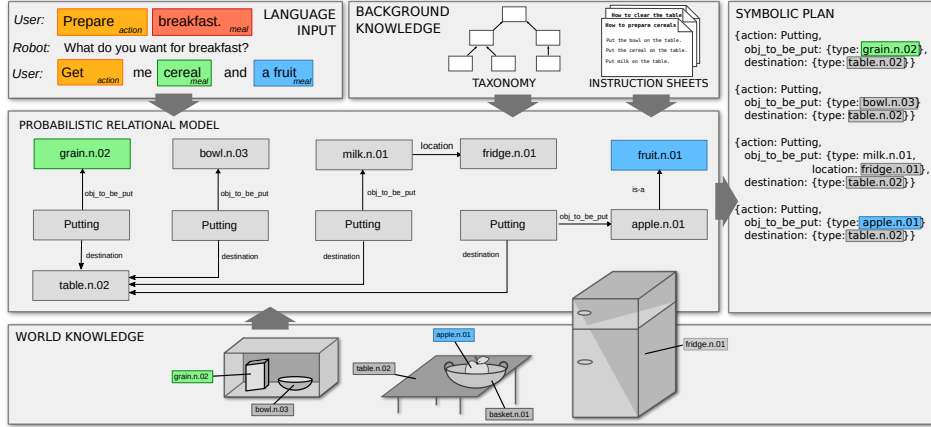 User: Prepare breakfast.
action meal
LANGUAGE
INPUT
Robot: What do you want for breakfast?
User: Get me cereal and a fruit
action meal meal
BACKGROUND
KNOWLEDGE
TAXONOMY
How to clear the table
How to prepare cereals
Put the bowl on the table.
Put the cereal on the table.
Put milk on the table.
INSTRUCTION SHEETS
SYMBOLIC PLAN
{action: Putting,
obj_to_be_put: {type: grain.n.02},
destination: {type: table.n.02}}
{action: Putting,
obj_to_be_put: {type: bowl.n.03}
destination: {type: table.n.02}}
{action: Putting,
obj_to_be_put: {type: milk.n.01,
location: fridge.n.01},
destination: {type: table.n.02}}
{action: Putting,
obj_to_be_put: {type: apple.n.01}
destination: {type: table.n.02}}
PROBABILISTIC RELATIONAL MODEL
grain.n.02 bowl.n.03 milk.n.01 location fridge.n.01 fruit.n.01
obj_to_be_put obj_to_be_put obj_to_be_put is-a
Putting Putting Putting Putting obj_to_be_put apple.n.01
destination destination destination destination
table.n.02
WORLD KNOWLEDGE
grain.n.02
bowl.n.03
apple.n.01
table.n.02
basket.n.01
fridge.n.01